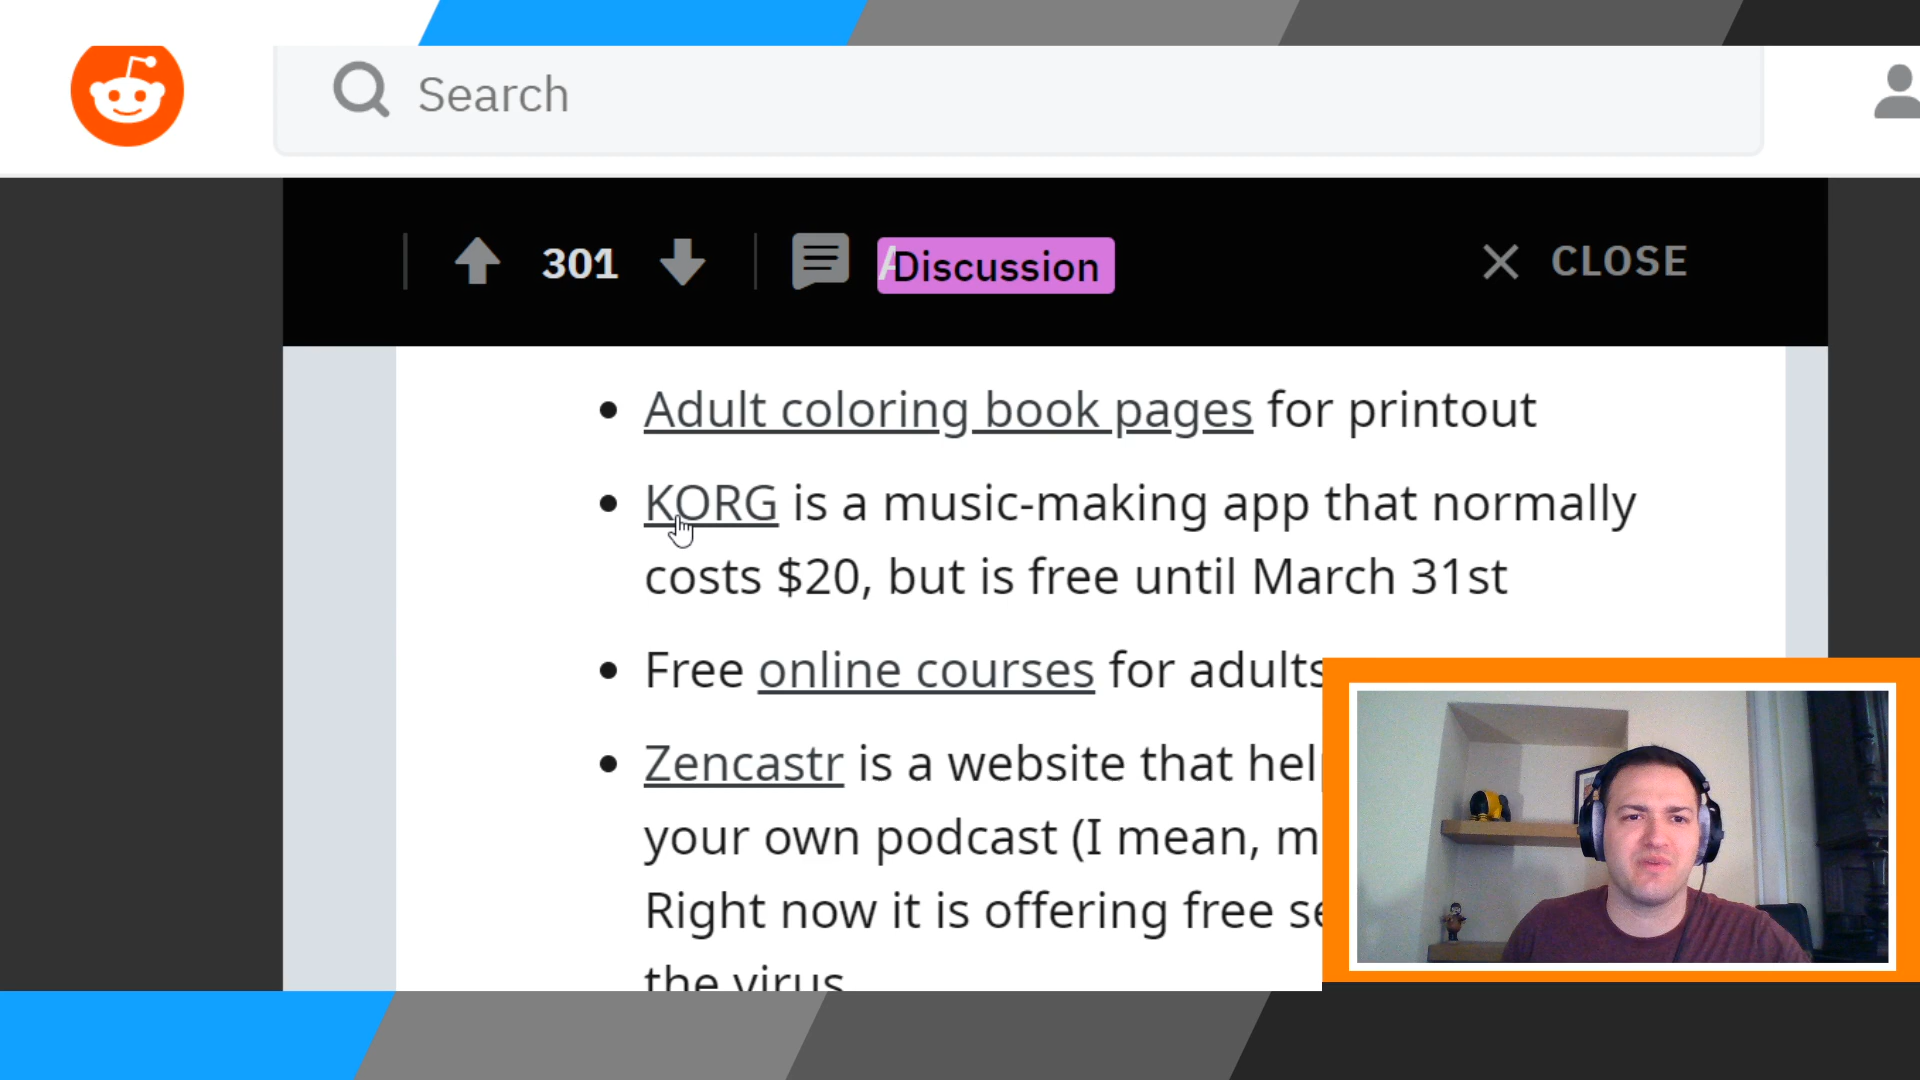 Search
301
Discussion
CLOSE
Adult coloring book pages for printout
KORG is a music-making app that normally
costs $20, but is free until March 31st
Free online courses for adults
Zencastr is a website that
your own podcast (I mean,
Right now it is offering free
the virus